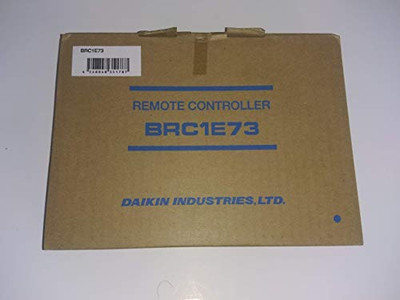 BRC1E73
REMOTE CONTROLLER
BRC1E73
DAIKIN INDUSTRIES,LTD.